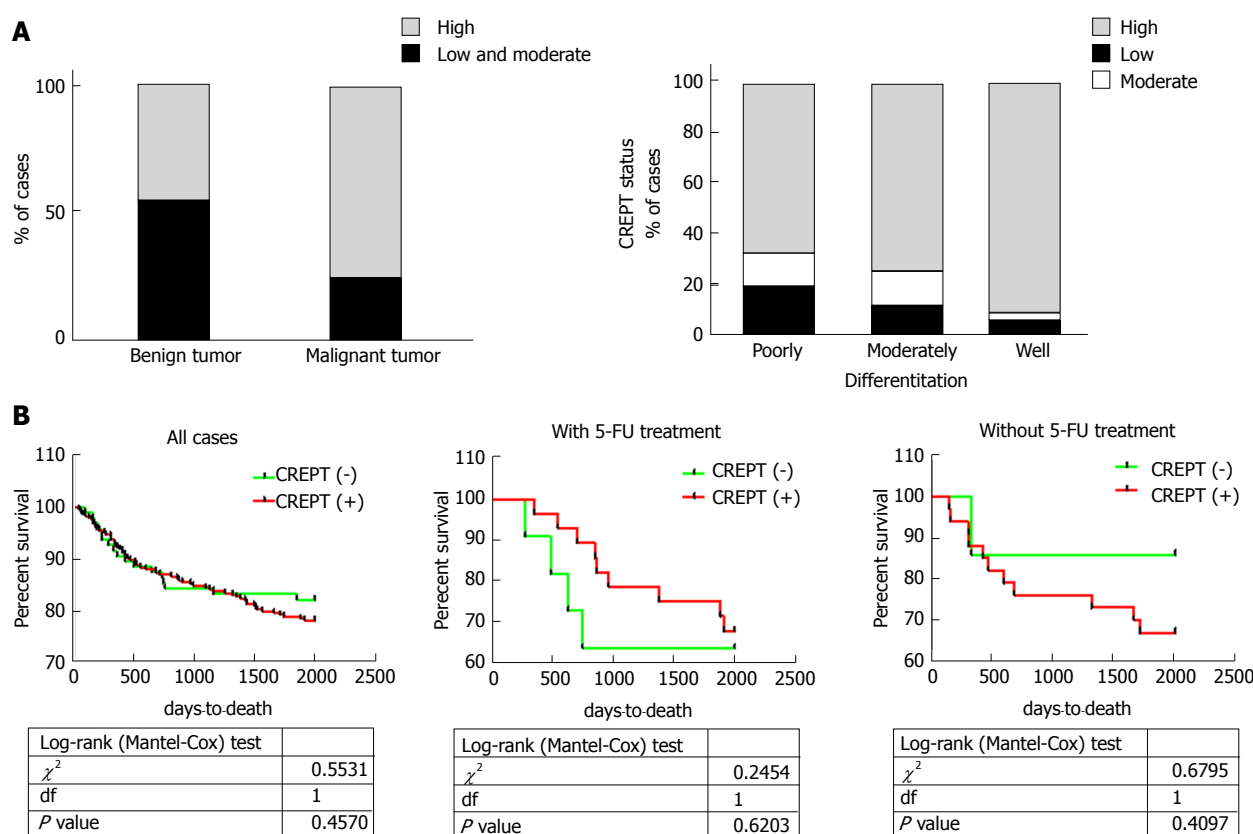 A
High
Low and moderate
100
50
0
% of cases
Benign tumor
Malignant tumor
High
Low
Moderate
100
80
60
40
20
0
CREPT status
% of cases
Poorly
Moderately
Well
Differentitation
B
All cases
110
100
90
80
70
Perecent survival
CREPT (-)
CREPT (+)
0
500
1000
1500
2000
2500
days-to-death
Log-rank (Mantel-Cox) test
χ2 0.5531
df 1
P value 0.4570
With 5-FU treatment
110
100
90
80
70
60
Perecent survival
CREPT (-)
CREPT (+)
0
500
1000
1500
2000
2500
days-to-death
Log-rank (Mantel-Cox) test
χ2 0.2454
df 1
P value 0.6203
Without 5-FU treatment
110
100
90
80
70
60
Perecent survival
CREPT (-)
CREPT (+)
0
500
1000
1500
2000
2500
days-to-death
Log-rank (Mantel-Cox) test
χ2 0.6795
df 1
P value 0.4097